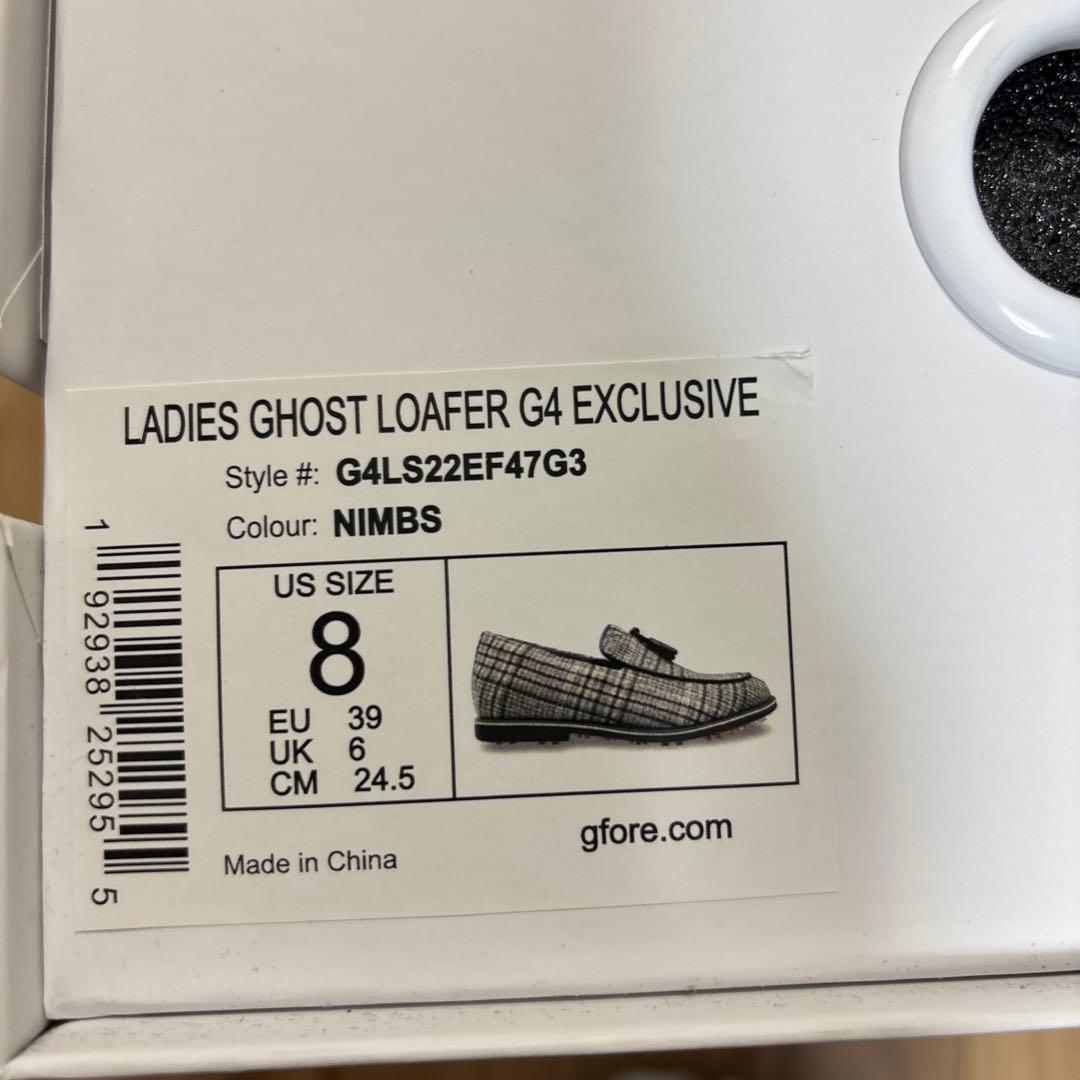 LADIES GHOST LOAFER G4 EXCLUSIVE
Style #: G4LS22EF47G3
Colour: NIMBS
US SIZE
8
EU 39
UK 6
CM 24.5
gfore.com
Made in China
1 92938 25295 5